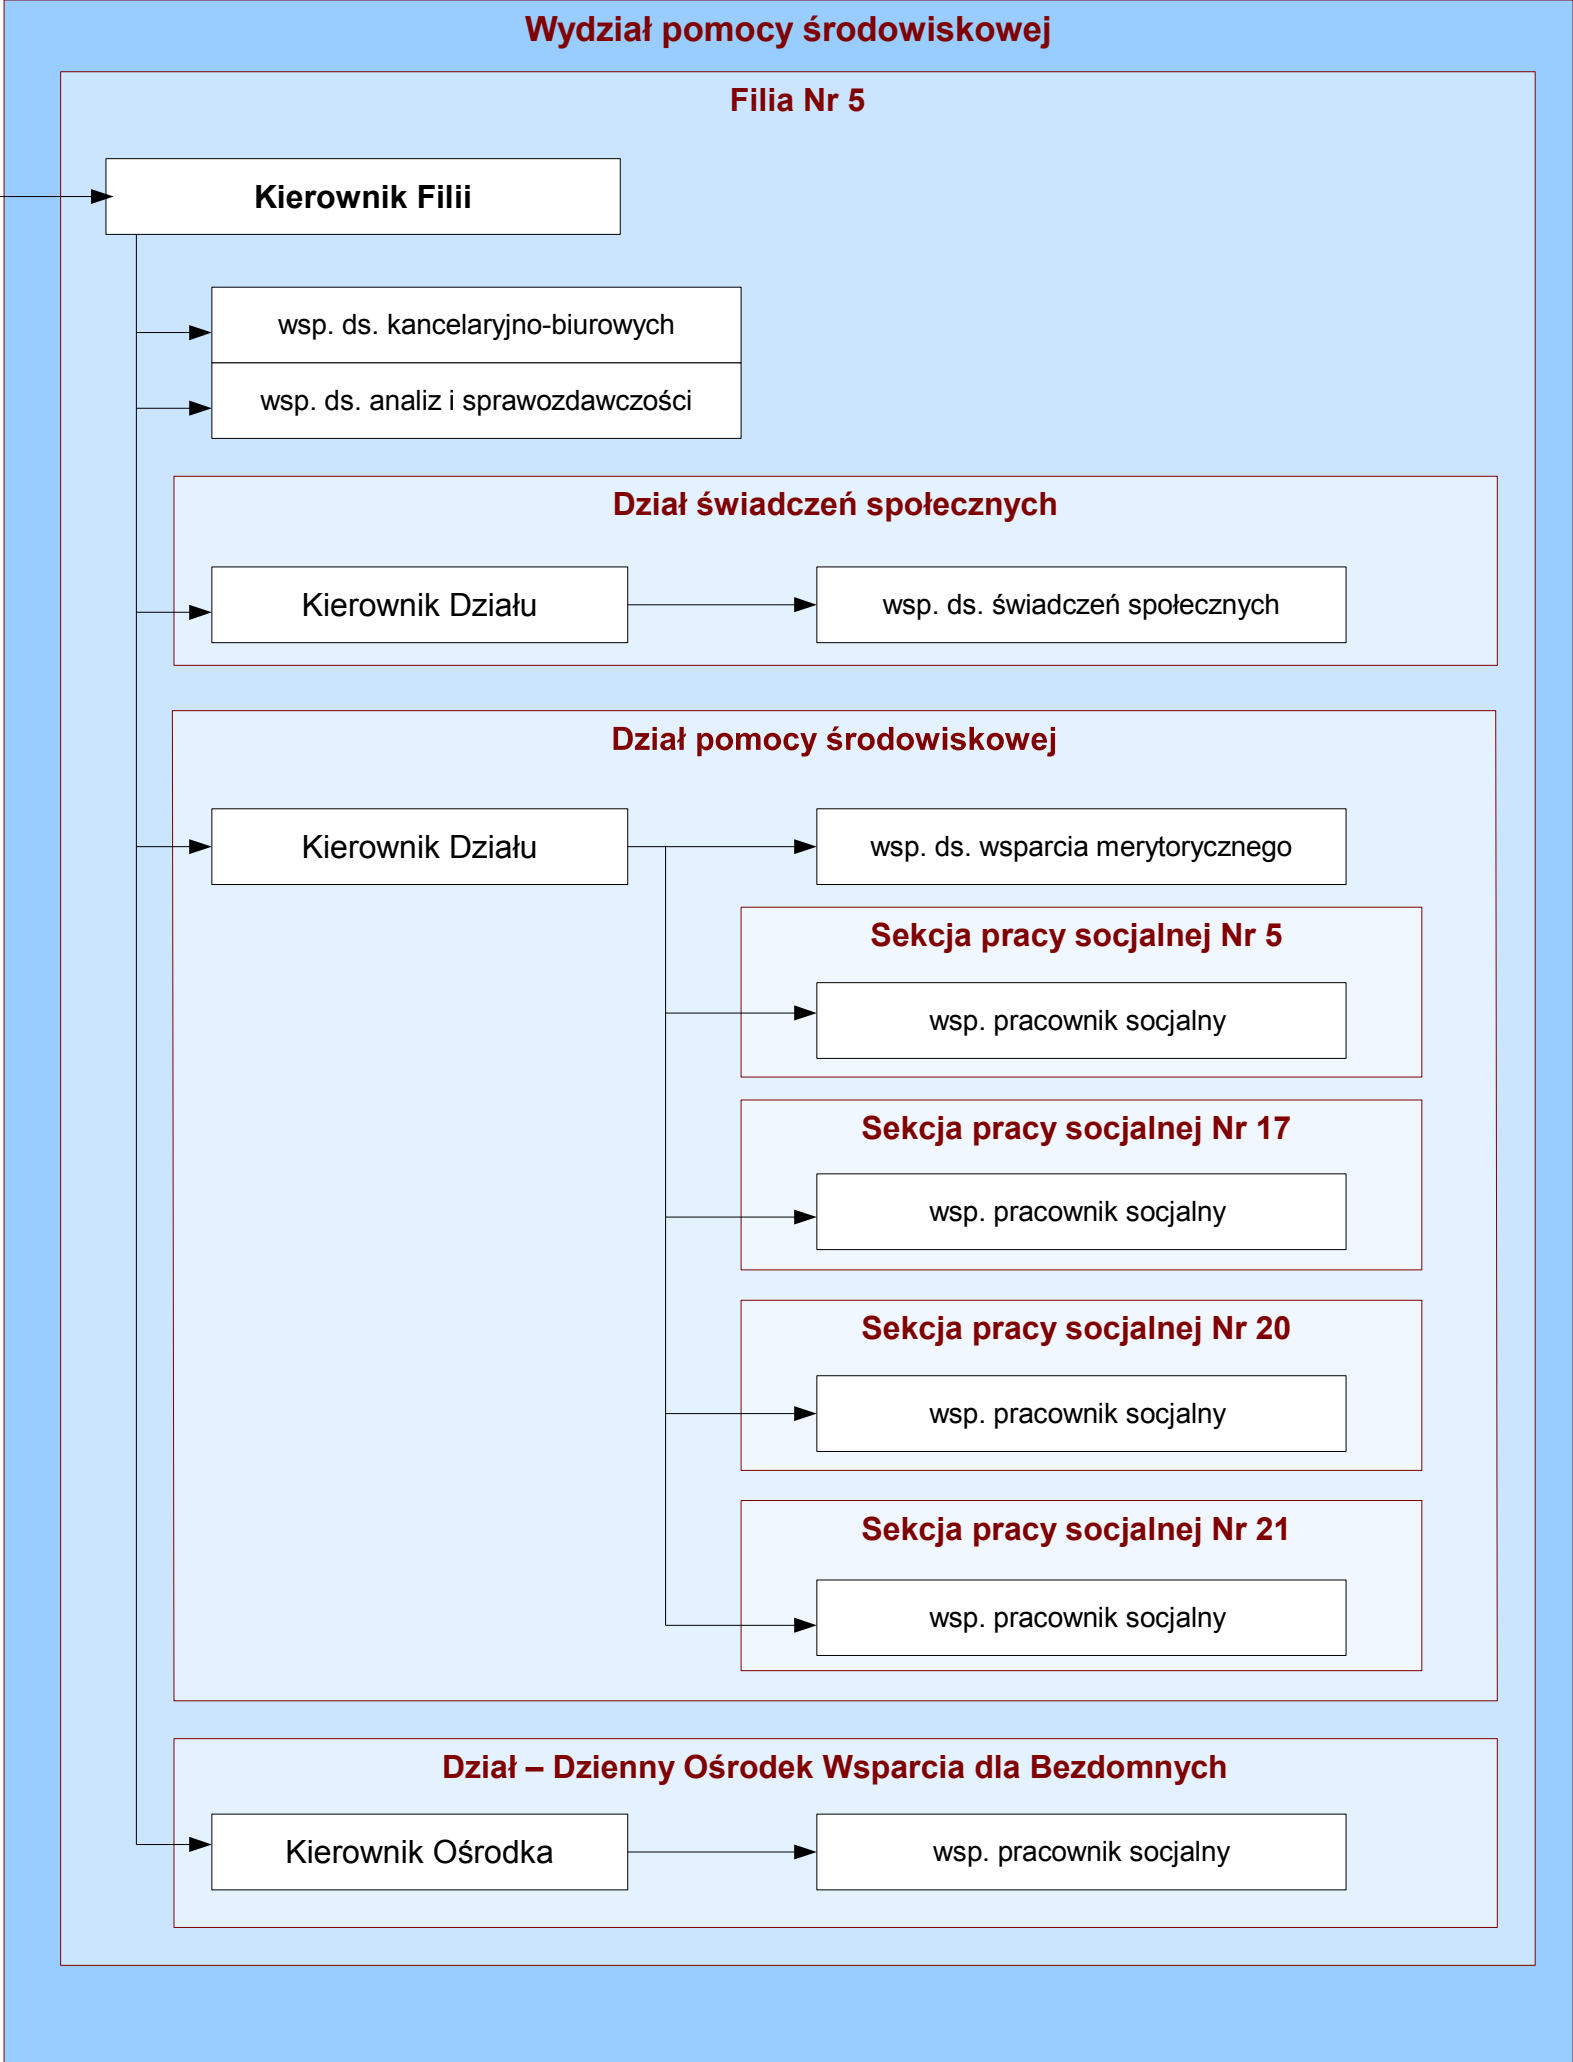 Wydział pomocy środowiskowej
Filia Nr 5
Kierownik Filii
wsp. ds. kancelaryjno-biurowych
wsp. ds. analiz i sprawozdawczości
Dział świadczeń społecznych
Kierownik Działu
wsp. ds. świadczeń społecznych
Dział pomocy środowiskowej
Kierownik Działu
wsp. ds. wsparcia merytorycznego
Sekcja pracy socjalnej Nr 5
wsp. pracownik socjalny
Sekcja pracy socjalnej Nr 17
wsp. pracownik socjalny
Sekcja pracy socjalnej Nr 20
wsp. pracownik socjalny
Sekcja pracy socjalnej Nr 21
wsp. pracownik socjalny
Dział – Dzienny Ośrodek Wsparcia dla Bezdomnych
Kierownik Ośrodka
wsp. pracownik socjalny